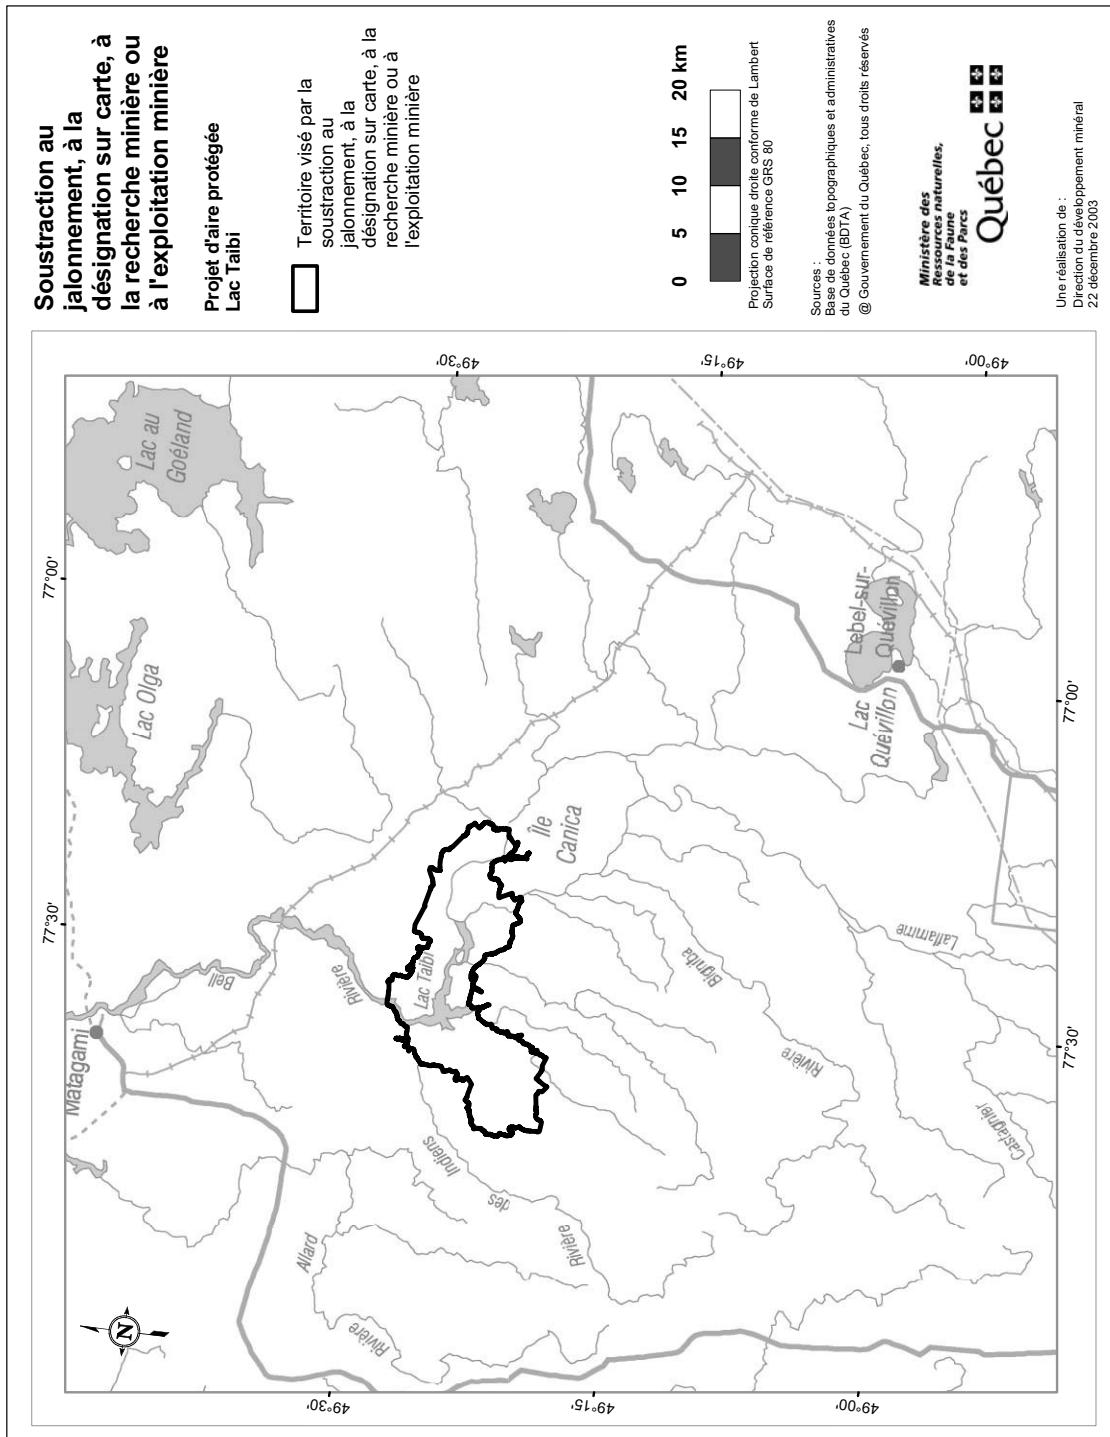 Soustraction au
jalonnement, à la
désignation sur carte, à
la recherche minière ou
à l'exploitation minière
Projet d'aire protégée
Lac Taibi
Territoire visé par la
soustraction au
jalonnement, à la
désignation sur carte, à la
recherche minière ou à
l'exploitation minière
0 5 10 15 20 km
Projection conique droite conforme de Lambert
Surface de référence GRS 80
Sources :
Base de données topographiques et administratives
du Québec (BDTA)
@ Gouvernement du Québec, tous droits réservés
Ministère des
Ressources naturelles,
de la Faune
et des Parcs
Québec
Une réalisation de :
Direction du développement minéral
22 décembre 2003
77°30'
77°00'
49°30'
49°15'
49°00'
49°30'
49°15'
49°00'
77°30'
77°00'
N
Matagami
Lac Olga
Lac au
Goéland
Bell
Rivière
Lac Taibi
Île
Canica
Allard
Rivière
Indiens
des
Rivière
Bigniba
Rivière
Laflamme
Castagnier
Lac
Quévillon
Lebel-sur-
Quévillon